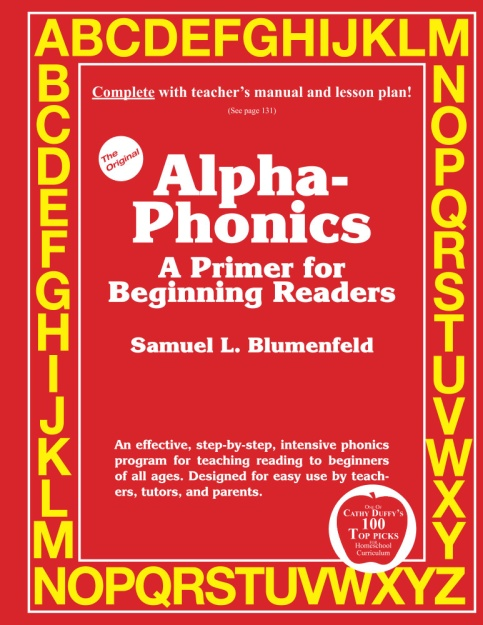 ABCDEFGHIJKLM
B
C
D
E
F
G
H
I
J
K
L
M
N
O
P
Q
R
S
T
U
V
W
X
Y
NOPQRSTUVWXYZ
Complete with teacher's manual and lesson plan!
(See page 131)
The
Original
Alpha-
Phonics
A Primer for
Beginning Readers
Samuel L. Blumenfeld
An effective, step-by-step, intensive phonics
program for teaching reading to beginners
of all ages. Designed for easy use by teach-
ers, tutors, and parents.
One Of
Cathy Duffy's
100
Top Picks
for
Homeschool
Curriculum